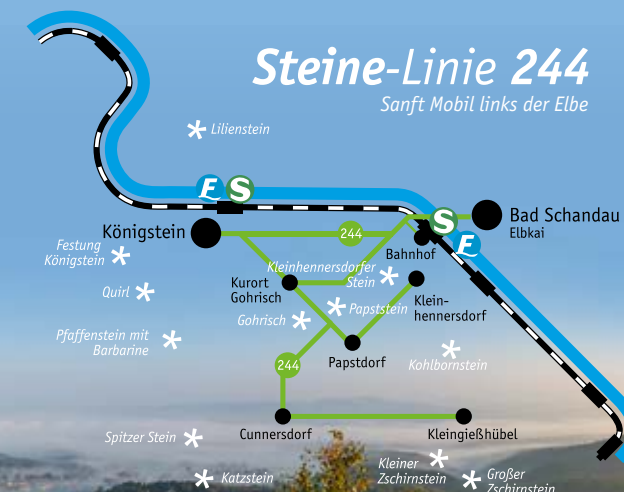 Steine-Linie 244
Sanft Mobil links der Elbe
Lilienstein
F S
Königstein
244
S
Bad Schandau
Elbkai
F
Bahnhof
Festung
Königstein
Kleinhennersdorfer
Stein
Quirl
Kurort
Gohrisch
Klein-
hennersdorf
Gohrisch
Papststein
Pfaffenstein mit
Barbarine
Papstdorf
Kohlbornstein
244
Cunnersdorf
Kleingießhübel
Spitzer Stein
Katzstein
Kleiner
Zschirnstein
Großer
Zschirnstein